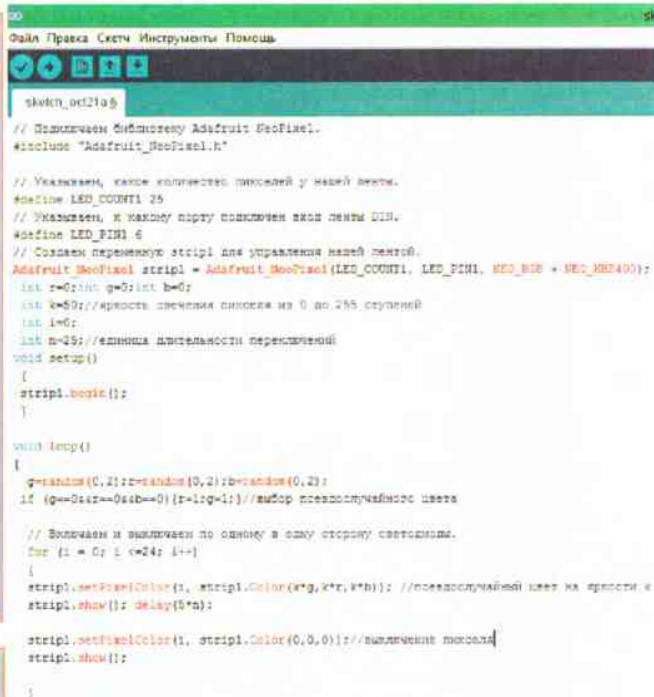 sk
Файл Правка Скетч Инструменты Помощь
sketch_oct21a §
// Подключаем библиотеку Adafruit NeoPixel.
#include "Adafruit_NeoPixel.h"
// Указываем, какое количество пикселей у нашей ленты.
#define LED_COUNT1 25
// Указываем, к какому порту подключен вход ленты DIN.
#define LED_PIN1 6
// Создаем переменную strip1 для управления нашей лентой.
Adafruit_NeoPixel strip1 = Adafruit_NeoPixel(LED_COUNT1, LED_PIN1, NEO_RGB + NEO_KHZ400);
int r=0;int g=0;int b=0;
int k=50;//яркость свечения пикселя из 0 до 255 ступеней
int i=0;
int n=25;//единица длительности переключений
void setup()
{
strip1.begin();
}
void loop()
{
g=random(0,2);r=random(0,2);b=random(0,2);
if (g==0&&r==0&&b==0){r=1;g=1;}//выбор псевдослучайного цвета
// Включаем и выключаем по одному в одну сторону светодиоды.
for (i = 0; i <=24; i++)
{
strip1.setPixelColor(i, strip1.Color(k*g,k*r,k*b)); //псевдослучайный цвет на яркости к
strip1.show(); delay(5*n);
strip1.setPixelColor(i, strip1.Color(0,0,0));//выключение пикселя
strip1.show();
}